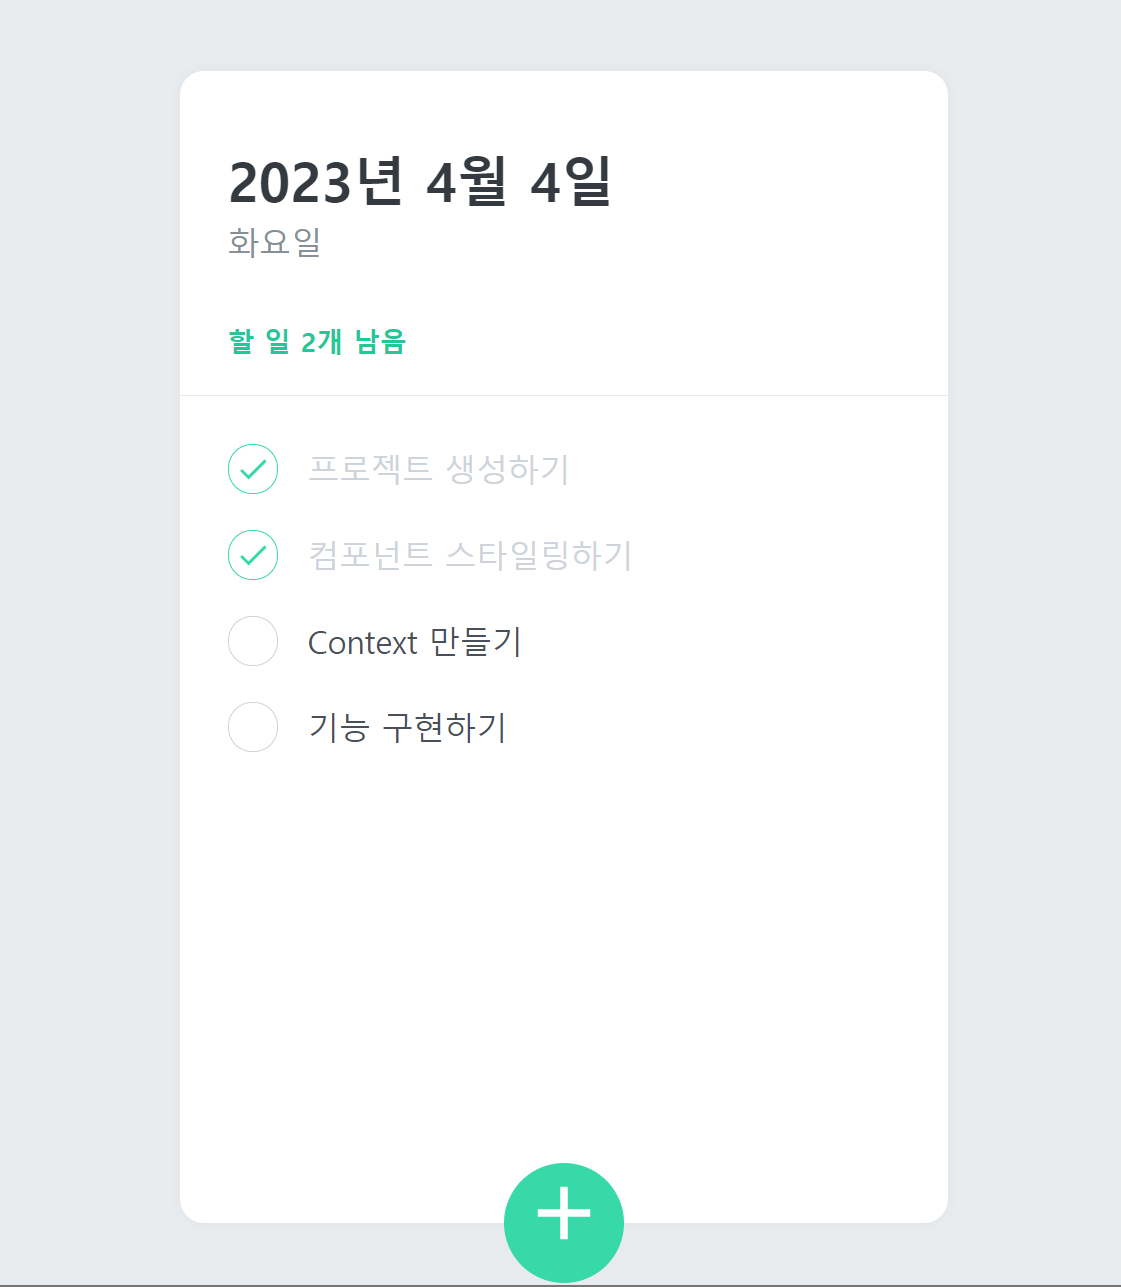 2023년 4월 4일
화요일
할 일 2개 남음
프로젝트 생성하기
컴포넌트 스타일링하기
Context 만들기
기능 구현하기